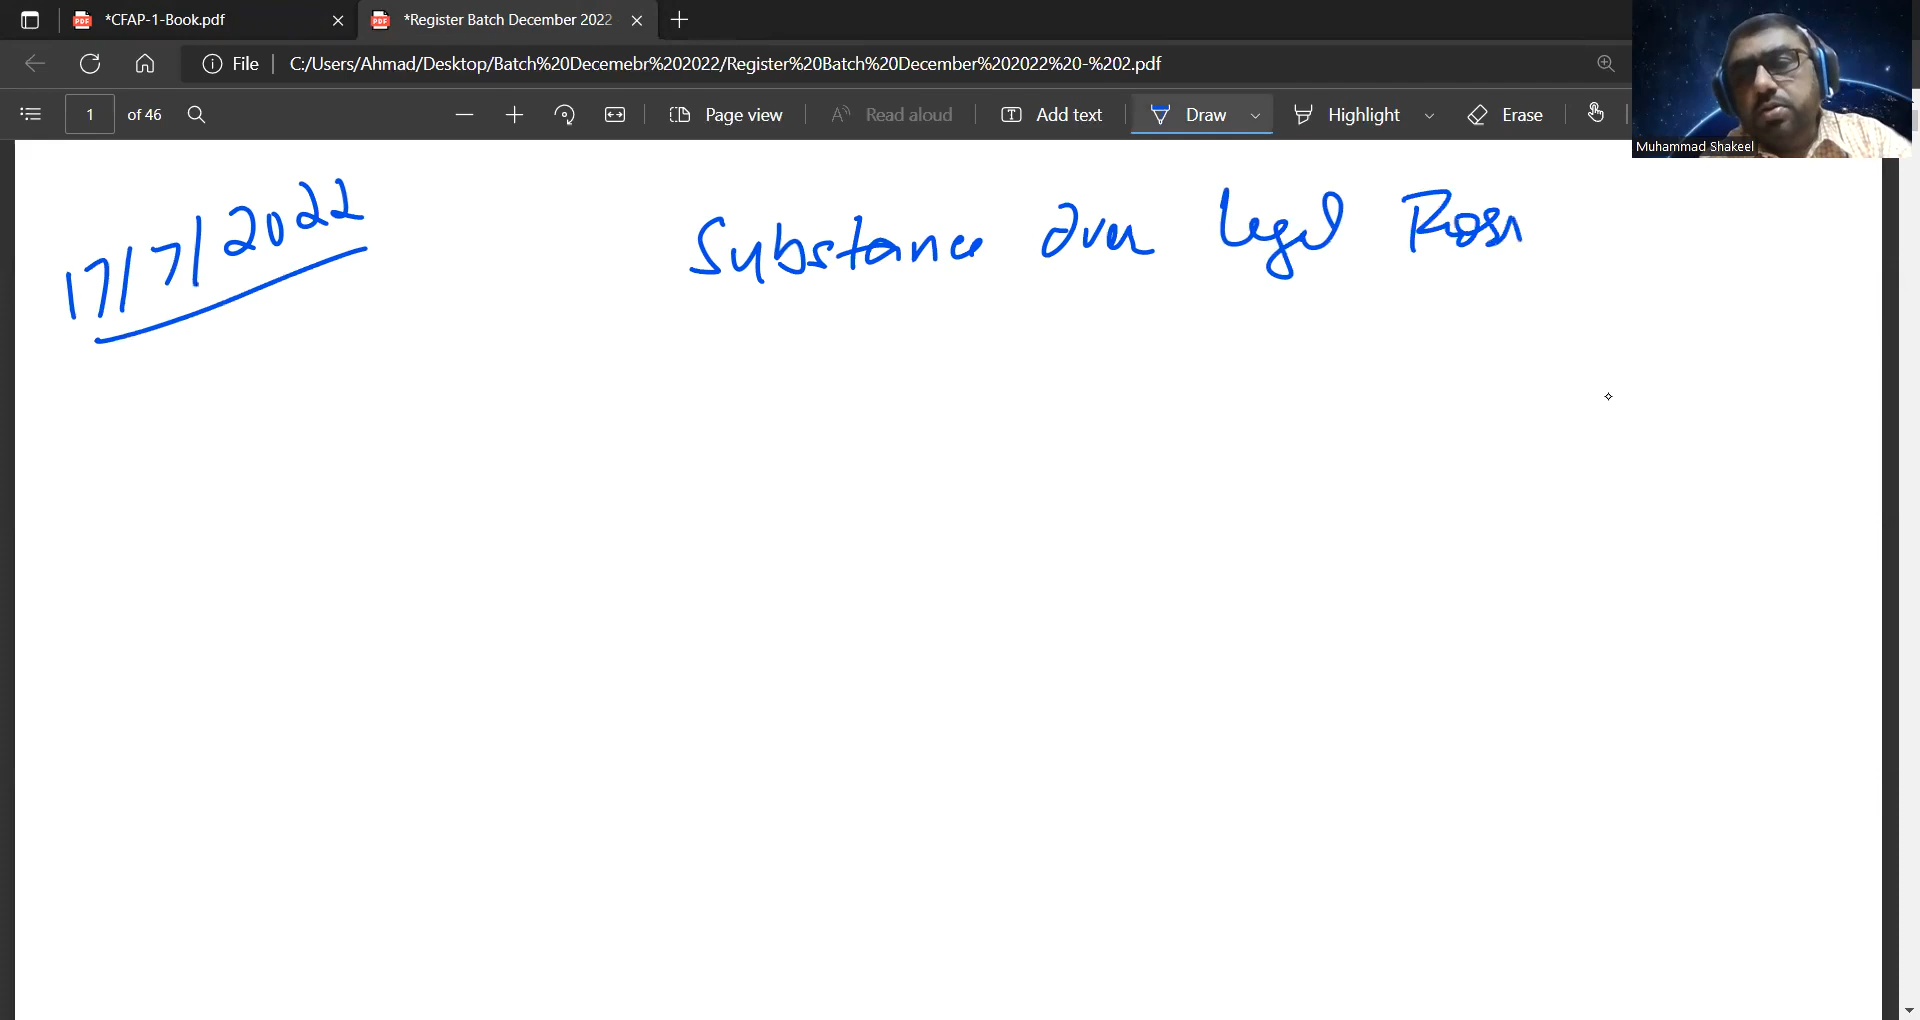 *CFAP-1-Book.pdf
*Register Batch December 2022
File
C:/Users/Ahmad/Desktop/Batch%20Decemebr%202022/Register%20Batch%20December%202022%20-%202.pdf
1
of 46
Page view
Read aloud
Add text
Draw
Highlight
Erase
Muhammad Shakeel
17/7/2022
Substance Over Legal